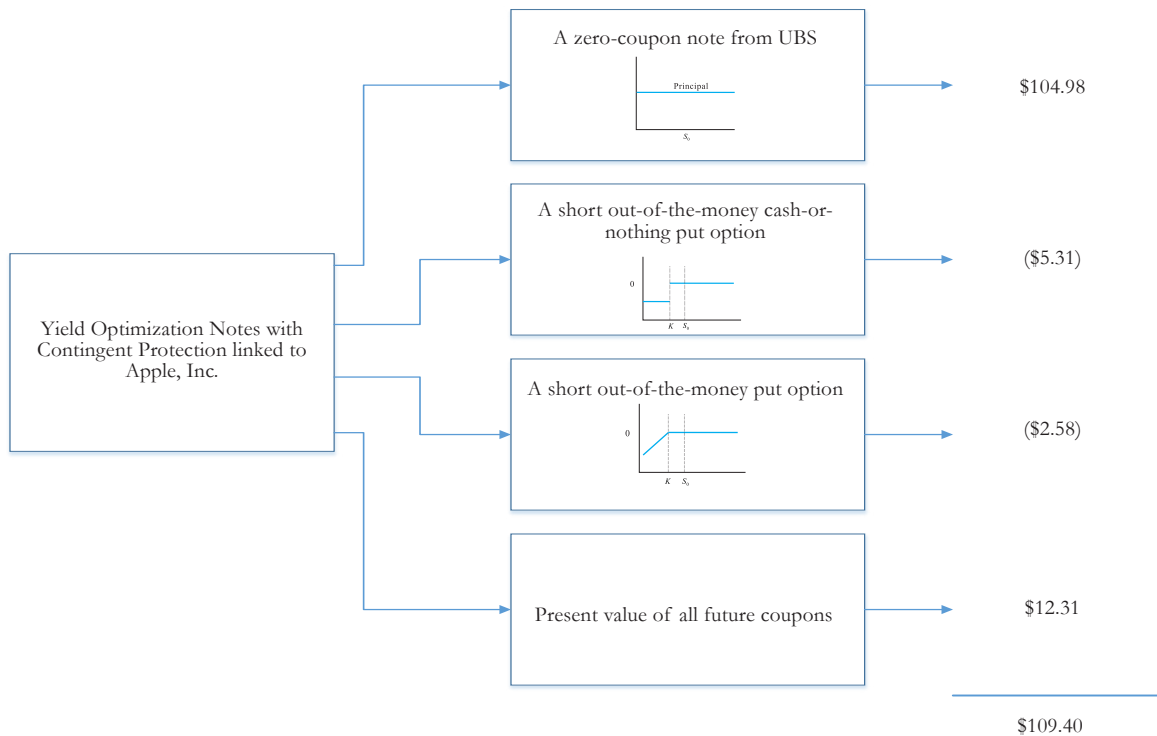 A zero-coupon note from UBS
Principal
S₀
$104.98
A short out-of-the-money cash-or-
nothing put option
0
K S₀
($5.31)
Yield Optimization Notes with
Contingent Protection linked to
Apple, Inc.
A short out-of-the-money put option
0
K S₀
($2.58)
Present value of all future coupons
$12.31
$109.40